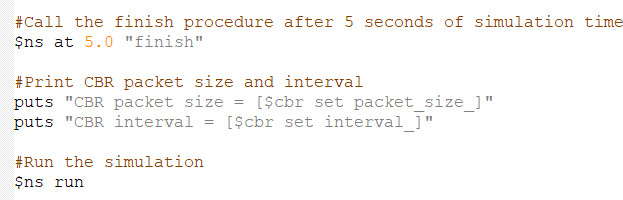 #Call the finish procedure after 5 seconds of simulation time
$ns at 5.0 "finish"
#Print CBR packet size and interval
puts "CBR packet size = [$cbr set packet_size_]"
puts "CBR interval = [$cbr set interval_]"
#Run the simulation
$ns run